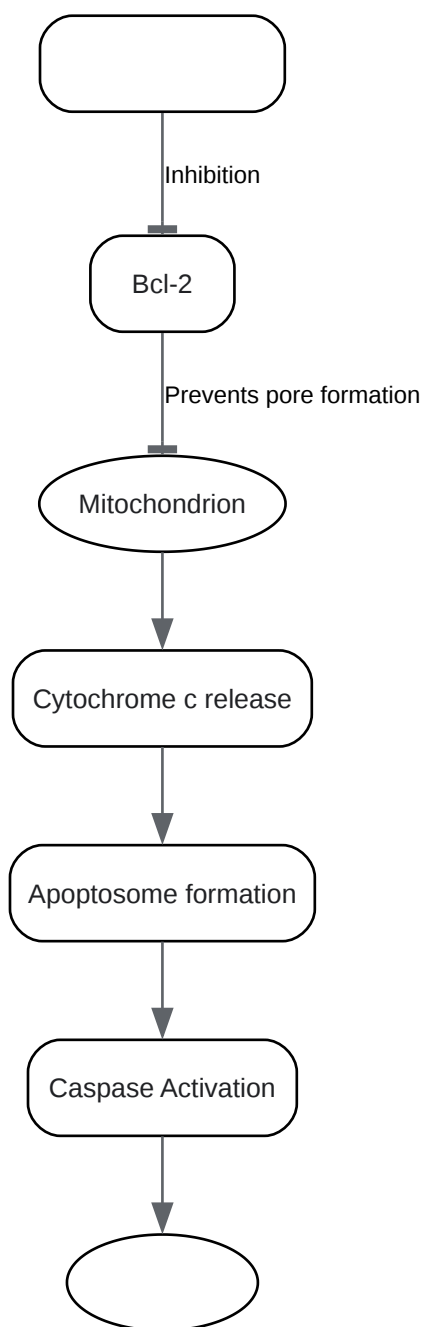 Inhibition
Bcl-2
Prevents pore formation
Mitochondrion
Cytochrome c release
Apoptosome formation
Caspase Activation